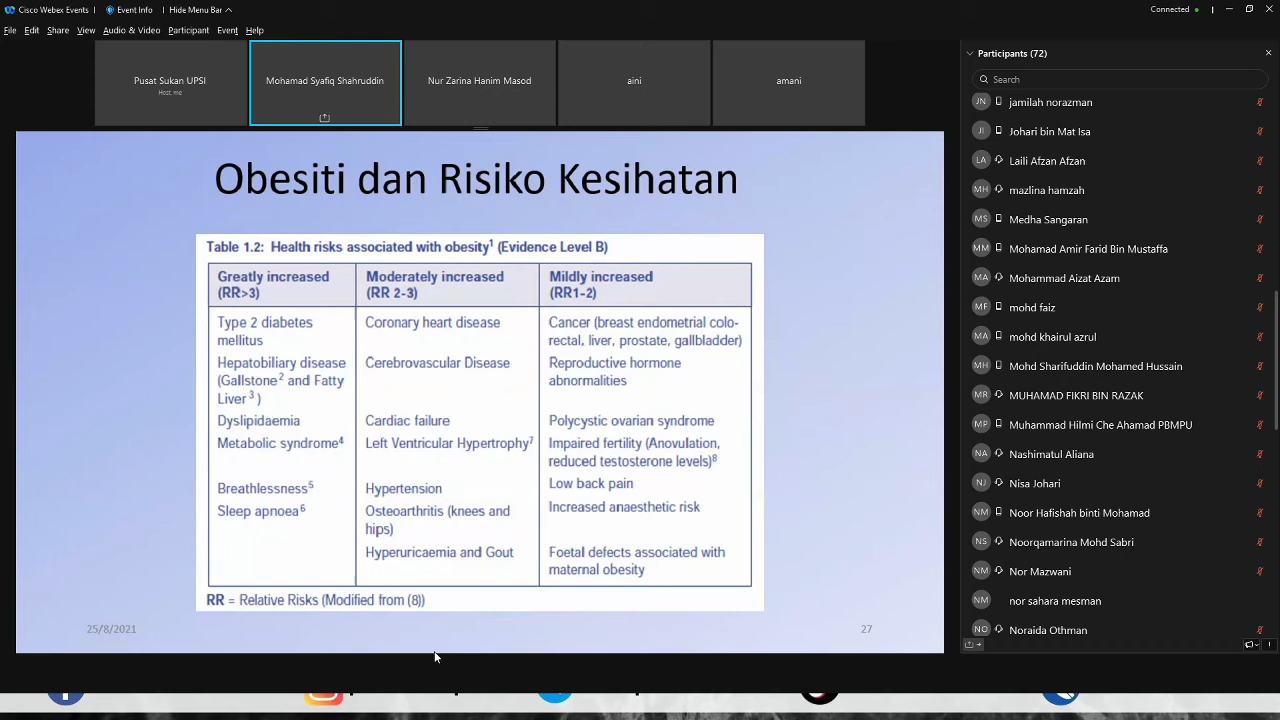 Cisco Webex Events Event Info Hide Menu Bar Connected
File Edit Share View Audio & Video Participant Event Help
Participants (72)
Search
Pusat Sukan UPSI
Host, me
Mohamad Syafiq Shahruddin
Nur Zarina Hanim Masod
aini
amani
Obesiti dan Risiko Kesihatan
Table 1.2: Health risks associated with obesity1 (Evidence Level B)
Greatly increased
(RR>3)
Type 2 diabetes
mellitus
Hepatobiliary disease
(Gallstone2 and Fatty
Liver3)
Dyslipidaemia
Metabolic syndrome4
Breathlessness5
Sleep apnoea6
Moderately increased
(RR 2-3)
Coronary heart disease
Cerebrovascular Disease
Cardiac failure
Left Ventricular Hypertrophy7
Hypertension
Osteoarthritis (knees and
hips)
Hyperuricaemia and Gout
Mildly increased
(RR1-2)
Cancer (breast endometrial colo-
rectal, liver, prostate, gallbladder)
Reproductive hormone
abnormalities
Polycystic ovarian syndrome
Impaired fertility (Anovulation,
reduced testosterone levels)8
Low back pain
Increased anaesthetic risk
Foetal defects associated with
maternal obesity
RR = Relative Risks (Modified from (8))
25/8/2021
27
JN jamilah norazman
JI Johari bin Mat Isa
LA Laili Afzan Afzan
MH mazlina hamzah
MS Medha Sangaran
MM Mohamad Amir Farid Bin Mustaffa
MA Mohammad Aizat Azam
MF mohd faiz
MA mohd khairul azrul
MH Mohd Sharifuddin Mohamed Hussain
MR MUHAMAD FIKRI BIN RAZAK
MP Muhammad Hilmi Che Ahamad PBMPU
NA Nashimatul Aliana
NJ Nisa Johari
NM Noor Hafishah binti Mohamad
NS Noorqamarina Mohd Sabri
NM Nor Mazwani
NM nor sahara mesman
NO Noraida Othman